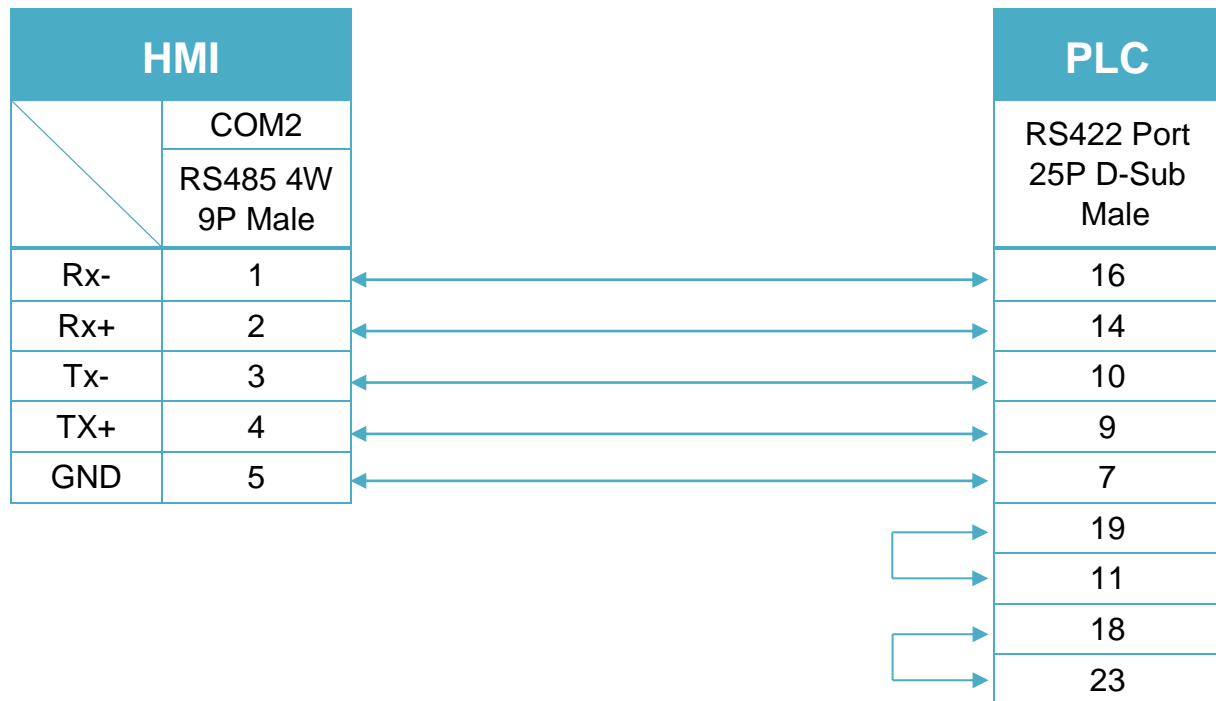 HMI
PLC
COM2
RS485 4W
9P Male
RS422 Port
25P D-Sub
Male
Rx- 1 16
Rx+ 2 14
Tx- 3 10
TX+ 4 9
GND 5 7
19
11
18
23